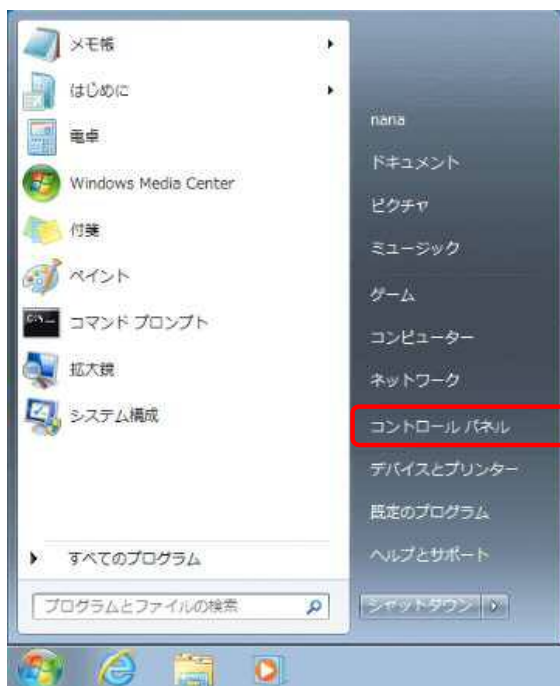 メモ帳
はじめに
電卓
Windows Media Center
付箋
ペイント
コマンド プロンプト
拡大鏡
システム構成
すべてのプログラム
プログラムとファイルの検索
nana
ドキュメント
ピクチャ
ミュージック
ゲーム
コンピューター
ネットワーク
コントロール パネル
デバイスとプリンター
既定のプログラム
ヘルプとサポート
シャットダウン